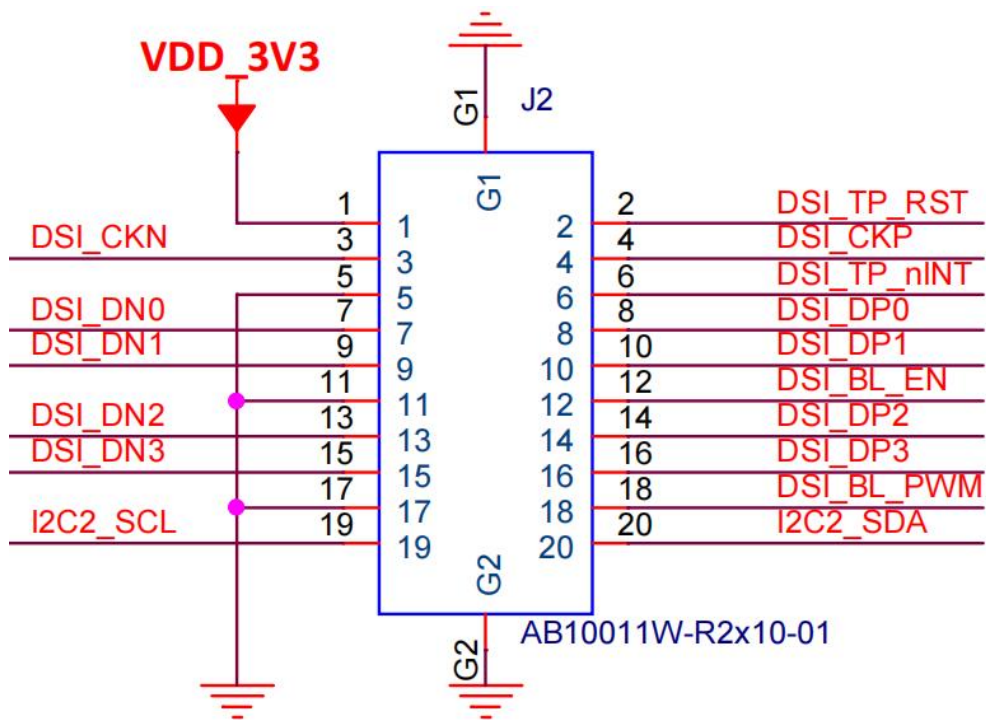 VDD_3V3
J2
G1
G1
1 1 2 2 DSI_TP_RST
DSI_CKN 3 3 4 4 DSI_CKP
5 5 6 6 DSI_TP_nINT
DSI_DN0 7 7 8 8 DSI_DP0
DSI_DN1 9 9 10 10 DSI_DP1
11 11 12 12 DSI_BL_EN
DSI_DN2 13 13 14 14 DSI_DP2
DSI_DN3 15 15 16 16 DSI_DP3
17 17 18 18 DSI_BL_PWM
I2C2_SCL 19 19 20 20 I2C2_SDA
G2
G2
AB10011W-R2x10-01